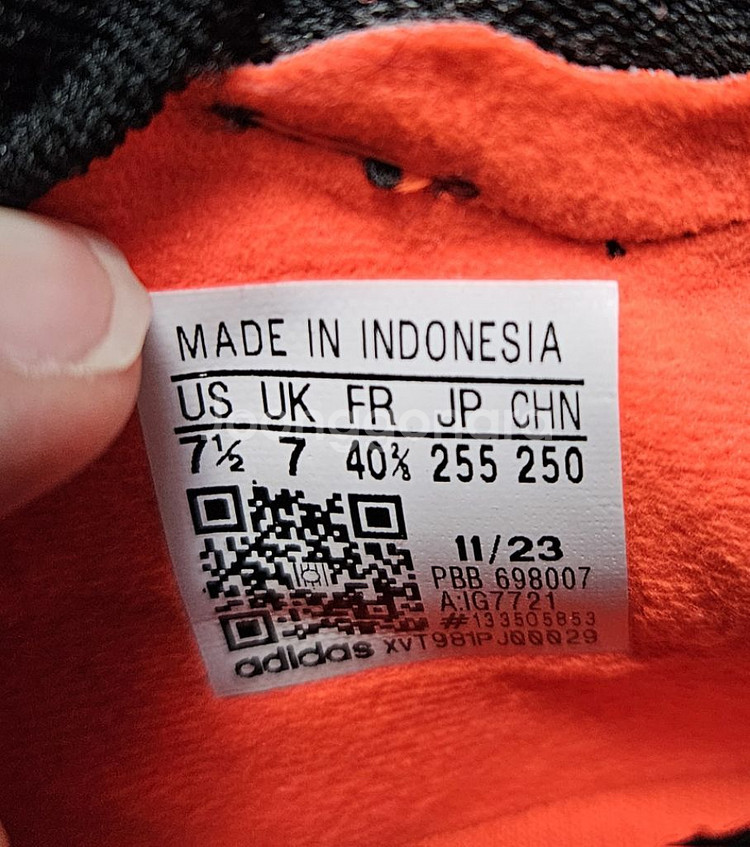 MADE IN INDONESIA
US UK FR JP CHN
7½ 7 40⅔ 255 250
11/23
PBB 698007
A:IG7721
#133505853
adidas XVT981PJ00029